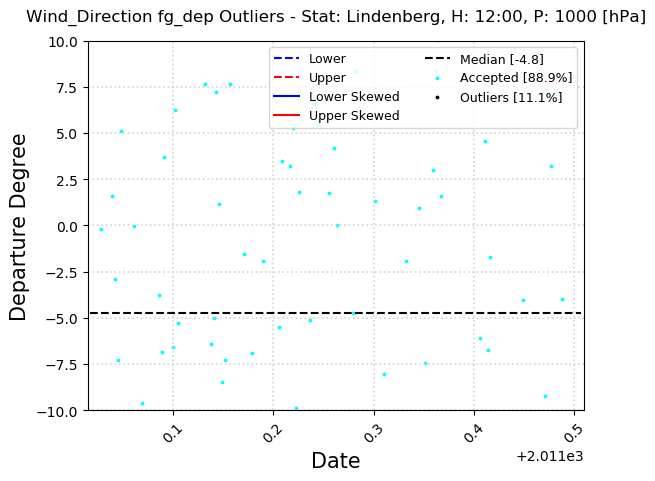 Wind_Direction fg_dep Outliers - Stat: Lindenberg, H: 12:00, P: 1000 [hPa]
Departure Degree
10.0
7.5
5.0
2.5
0.0
−2.5
−5.0
−7.5
−10.0
Lower
Upper
Lower Skewed
Upper Skewed
Median [-4.8]
Accepted [88.9%]
Outliers [11.1%]
0.1
0.2
0.3
0.4
0.5
+2.011e3
Date